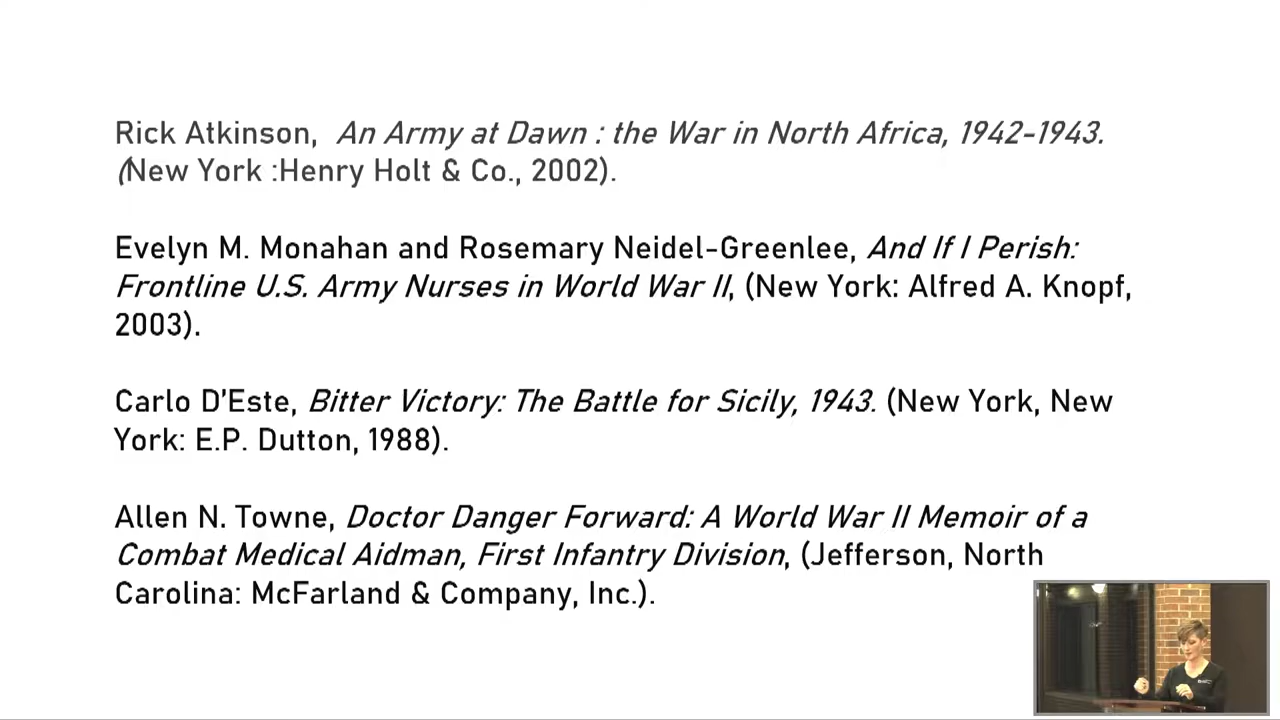 Rick Atkinson, An Army at Dawn : the War in North Africa, 1942-1943.
(New York :Henry Holt & Co., 2002).
Evelyn M. Monahan and Rosemary Neidel-Greenlee, And If I Perish:
Frontline U.S. Army Nurses in World War II, (New York: Alfred A. Knopf,
2003).
Carlo D’Este, Bitter Victory: The Battle for Sicily, 1943. (New York, New
York: E.P. Dutton, 1988).
Allen N. Towne, Doctor Danger Forward: A World War II Memoir of a
Combat Medical Aidman, First Infantry Division, (Jefferson, North
Carolina: McFarland & Company, Inc.).